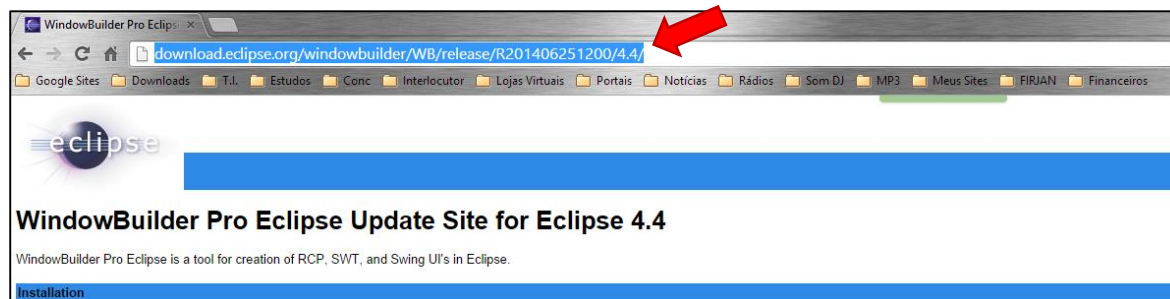 WindowBuilder Pro Eclips
download.eclipse.org/windowbuilder/WB/release/R201406251200/4.4/
Google Sites Downloads T.I. Estudos Conc Interlocutor Lojas Virtuais Portais Notícias Rádios Som DJ MP3 Meus Sites FIRJAN Financeiros
eclipse
WindowBuilder Pro Eclipse Update Site for Eclipse 4.4
WindowBuilder Pro Eclipse is a tool for creation of RCP, SWT, and Swing UI's in Eclipse.
Installation